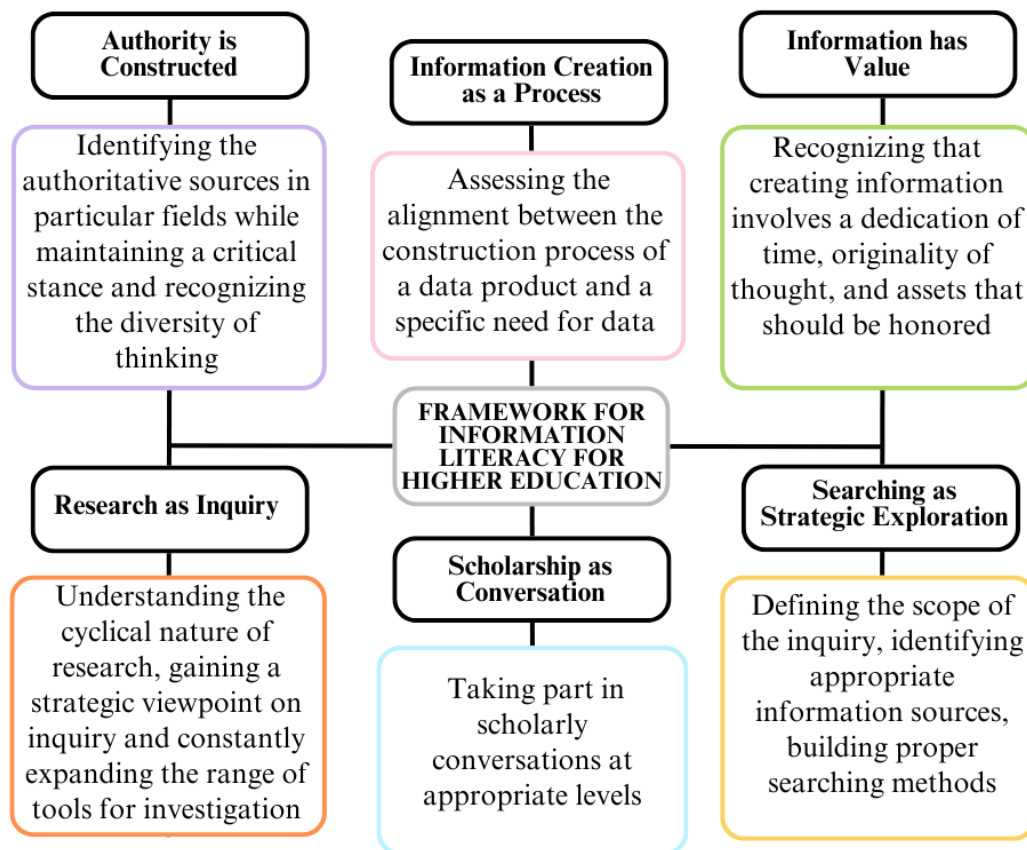 Authority is
Constructed
Identifying the
authoritative sources in
particular fields while
maintaining a critical
stance and recognizing
the diversity of
thinking
Information Creation
as a Process
Assessing the
alignment between the
construction process of
a data product and a
specific need for data
Information has
Value
Recognizing that
creating information
involves a dedication of
time, originality of
thought, and assets that
should be honored
FRAMEWORK FOR
INFORMATION
LITERACY FOR
HIGHER EDUCATION
Research as Inquiry
Understanding the
cyclical nature of
research, gaining a
strategic viewpoint on
inquiry and constantly
expanding the range of
tools for investigation
Scholarship as
Conversation
Taking part in
scholarly
conversations at
appropriate levels
Searching as
Strategic Exploration
Defining the scope of
the inquiry, identifying
appropriate
information sources,
building proper
searching methods